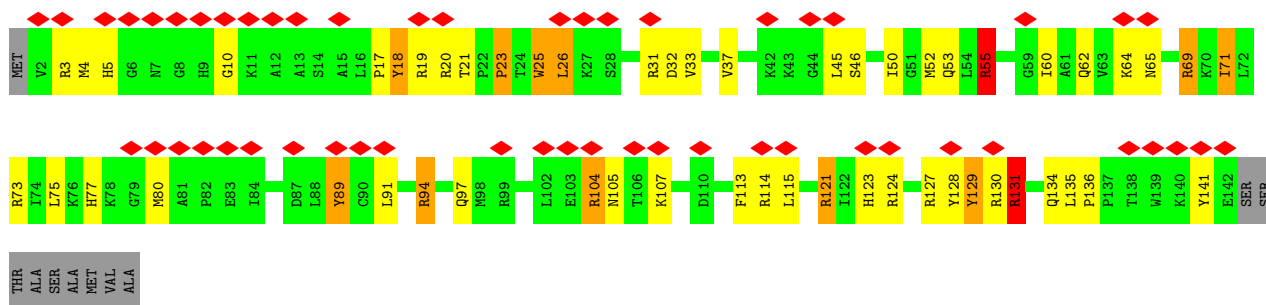 MET V2 R3 M4 H5 G6 N7 G8 H9 G10 K11 A12 A13 S14 A15 L16 P17 Y18 R19 R20 T21 P22 P23 T24 W25 L26 K27 S28 R31 D32 V33 V37 K42 K43 G44 L45 S46 I50 G51 M52 Q53 L54 R55 G59 I60 A61 Q62 V63 K64 N65 R69 K70 I71 L72
R73 I74 L75 K76 H77 K78 G79 M80 A81 P82 E83 I84 D87 L88 Y89 C90 L91 R94 Q97 M98 R99 L102 E103 R104 N105 T106 K107 D110 F113 R114 L115 R121 I122 H123 R124 R127 Y128 Y129 R130 R131 Q134 L135 P136 P137 T138 W139 K140 Y141 E142 SER SER
THR ALA SER ALA MET VAL ALA